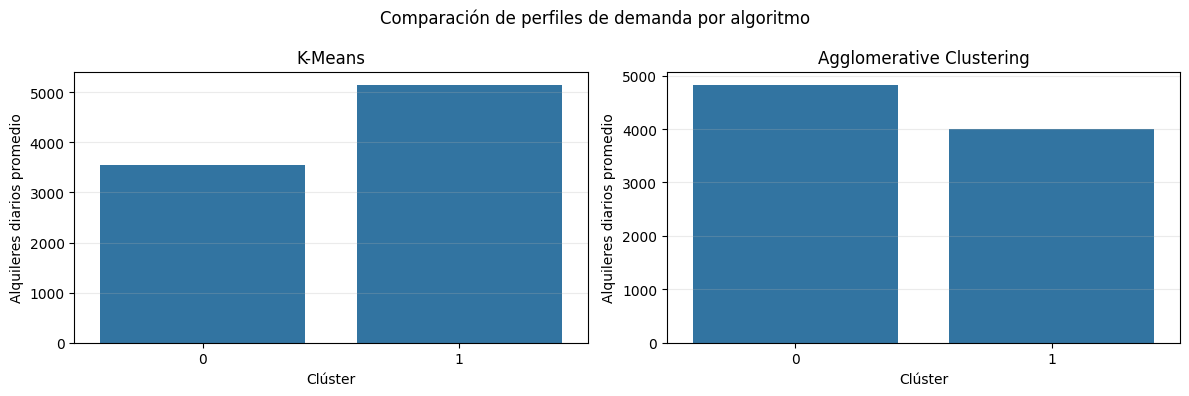 Comparación de perfiles de demanda por algoritmo
K-Means
Alquileres diarios promedio
5000
4000
3000
2000
1000
0
0 1
Clúster
Agglomerative Clustering
Alquileres diarios promedio
5000
4000
3000
2000
1000
0
0 1
Clúster